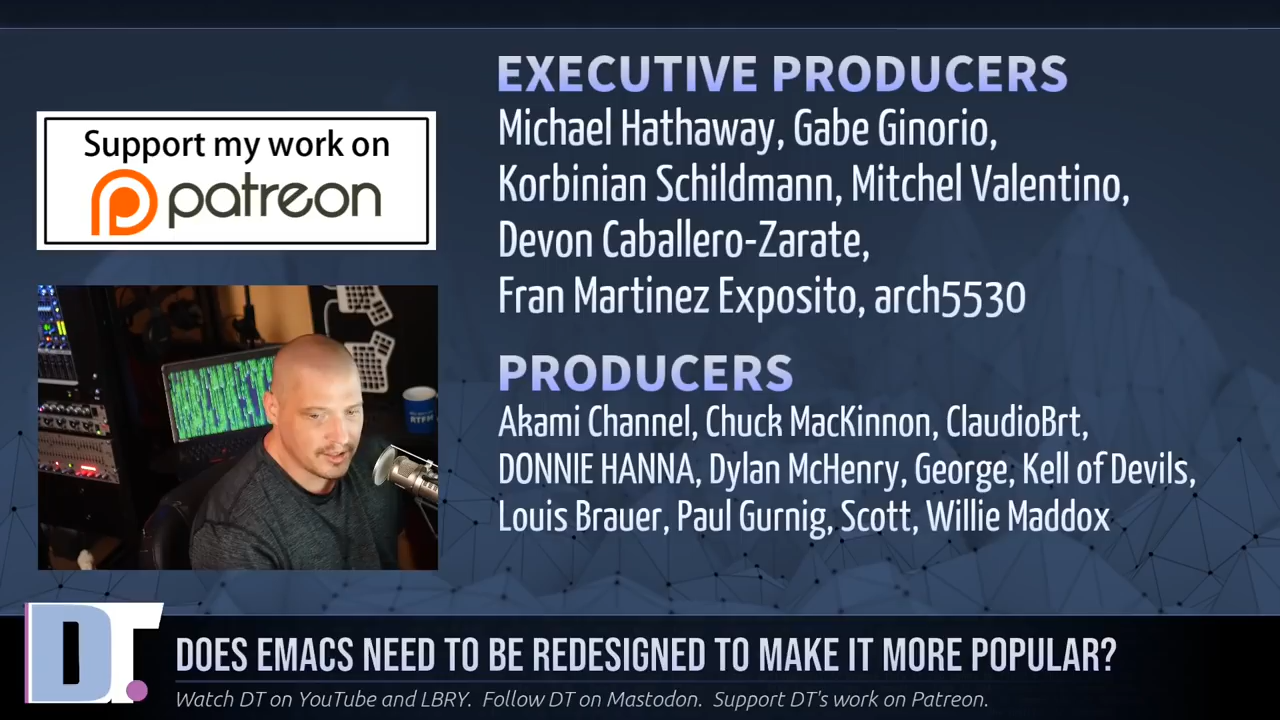 EXECUTIVE PRODUCERS
Michael Hathaway, Gabe Ginorio,
Korbinian Schildmann, Mitchel Valentino,
Devon Caballero-Zarate,
Fran Martinez Exposito, arch5530
PRODUCERS
Akami Channel, Chuck MacKinnon, ClaudioBrt,
DONNIE HANNA, Dylan McHenry, George, Kell of Devils,
Louis Brauer, Paul Gurnig, Scott, Willie Maddox
Support my work on
patreon
RTFM
DT.
DOES EMACS NEED TO BE REDESIGNED TO MAKE IT MORE POPULAR?
Watch DT on YouTube and LBRY. Follow DT on Mastodon. Support DT's work on Patreon.